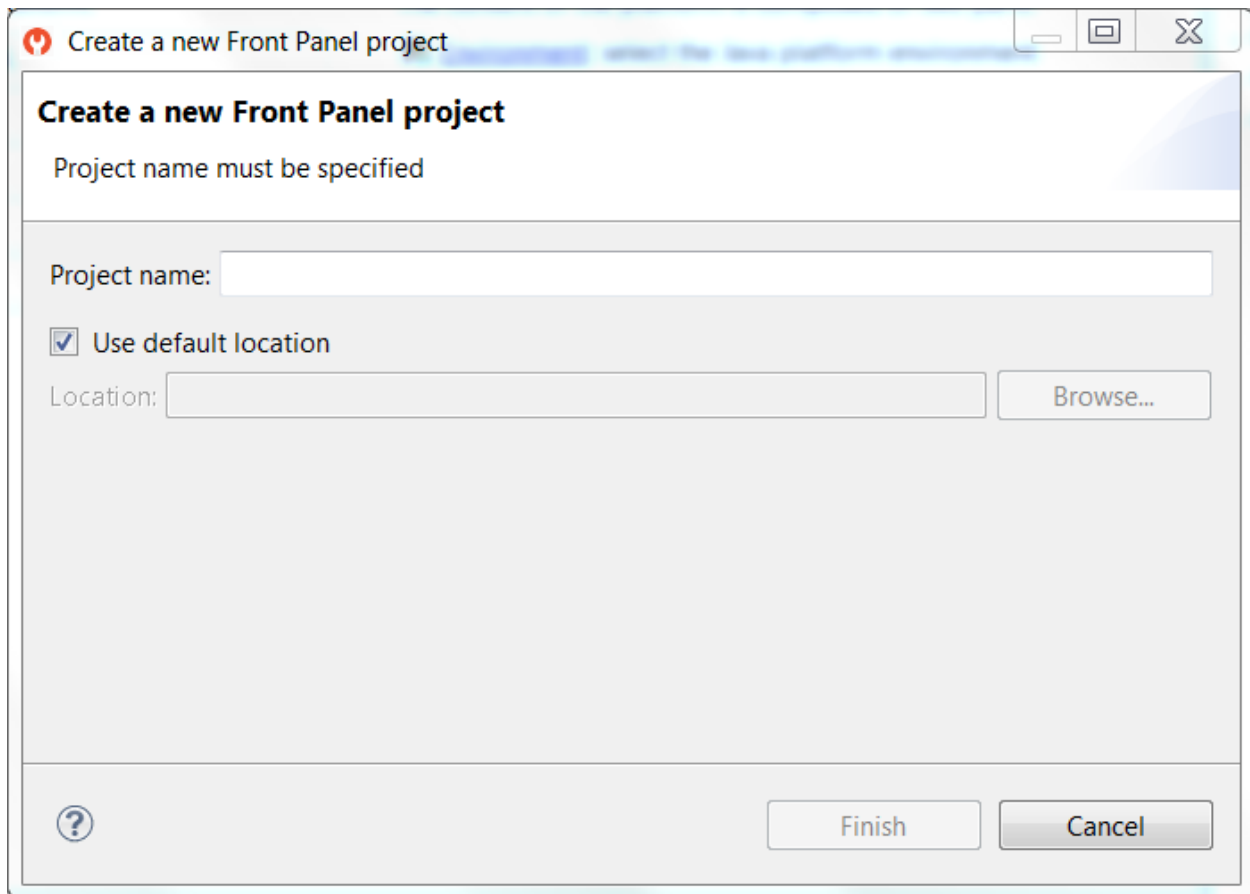 Create a new Front Panel project
Create a new Front Panel project
Project name must be specified
Project name:
Use default location
Location:
Browse...
Finish
Cancel